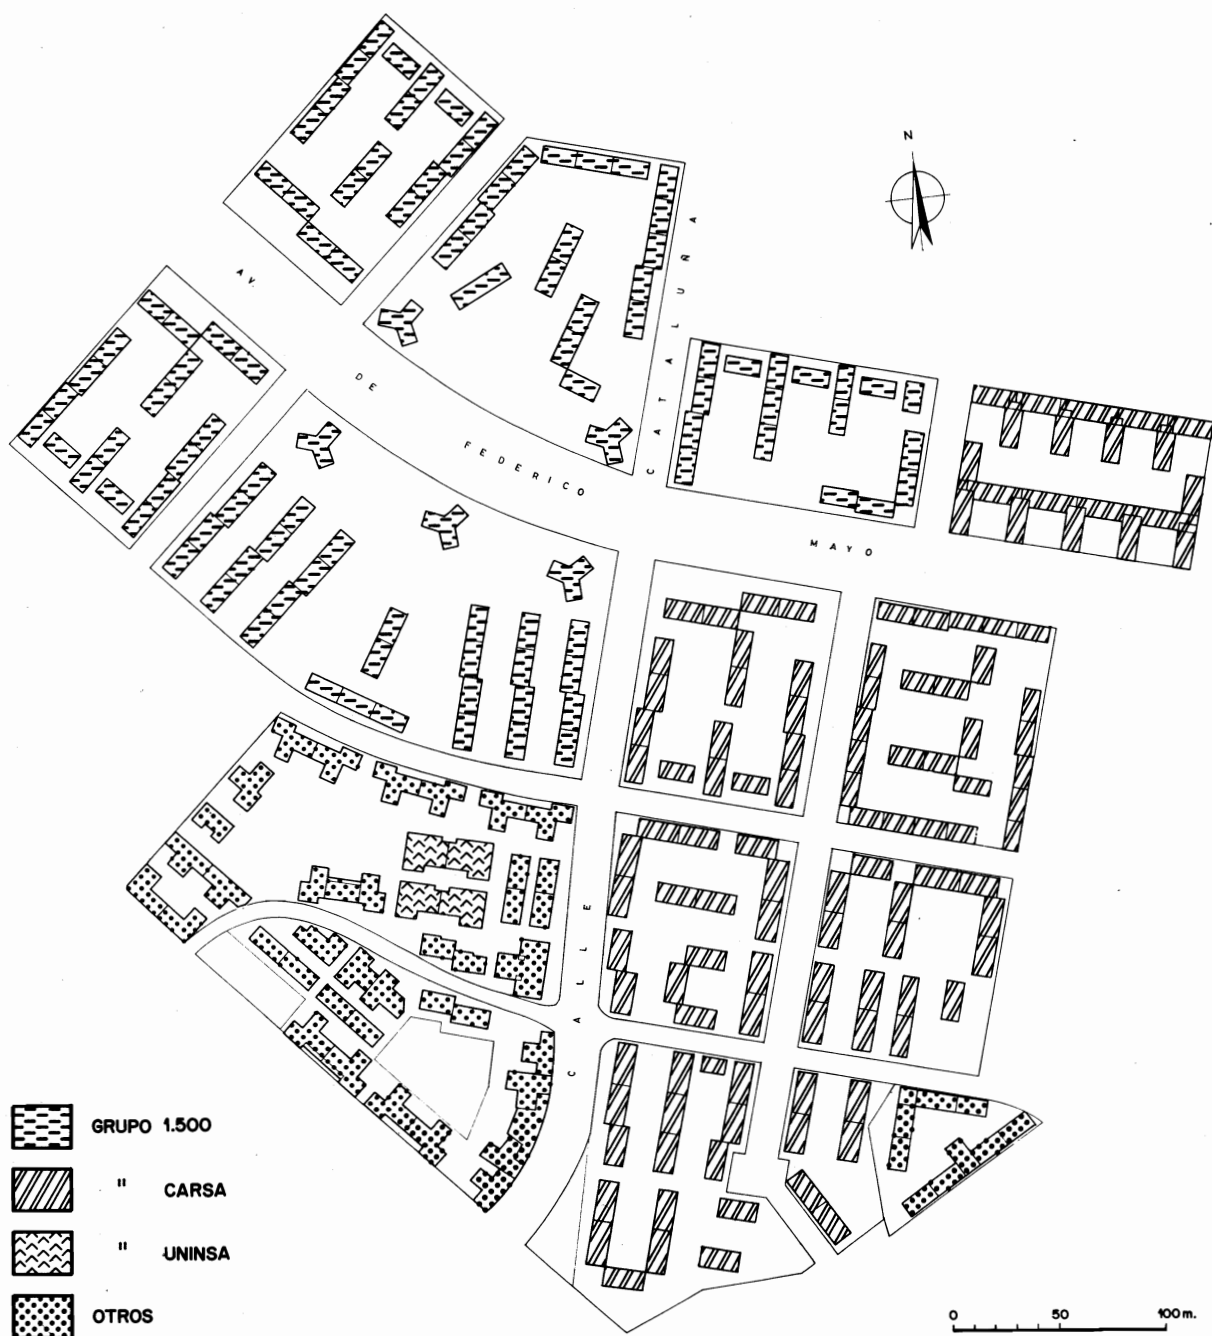 N
AV.
DE
FEDERICO
MAYO
CALLE
CATALUÑA
GRUPO 1.500
" CARSA
" UNINSA
OTROS
0 50 100 m.